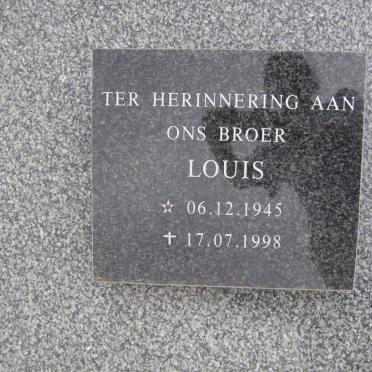 TER HERINNERING AAN
ONS BROER
LOUIS
☆ 06.12.1945
✝ 17.07.1998